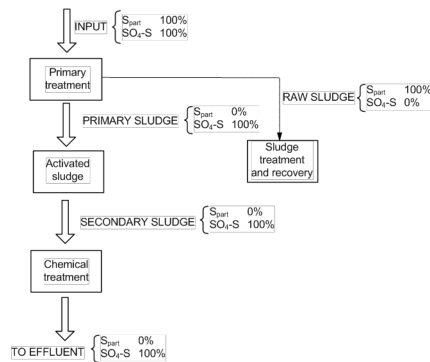 INPUT
S_part 100%
SO₄-S 100%
Primary
treatment
RAW SLUDGE
S_part 100%
SO₄-S 0%
PRIMARY SLUDGE
S_part 0%
SO₄-S 100%
Activated
sludge
Sludge
treatment
and recovery
SECONDARY SLUDGE
S_part 0%
SO₄-S 100%
Chemical
treatment
TO EFFLUENT
S_part 0%
SO₄-S 100%